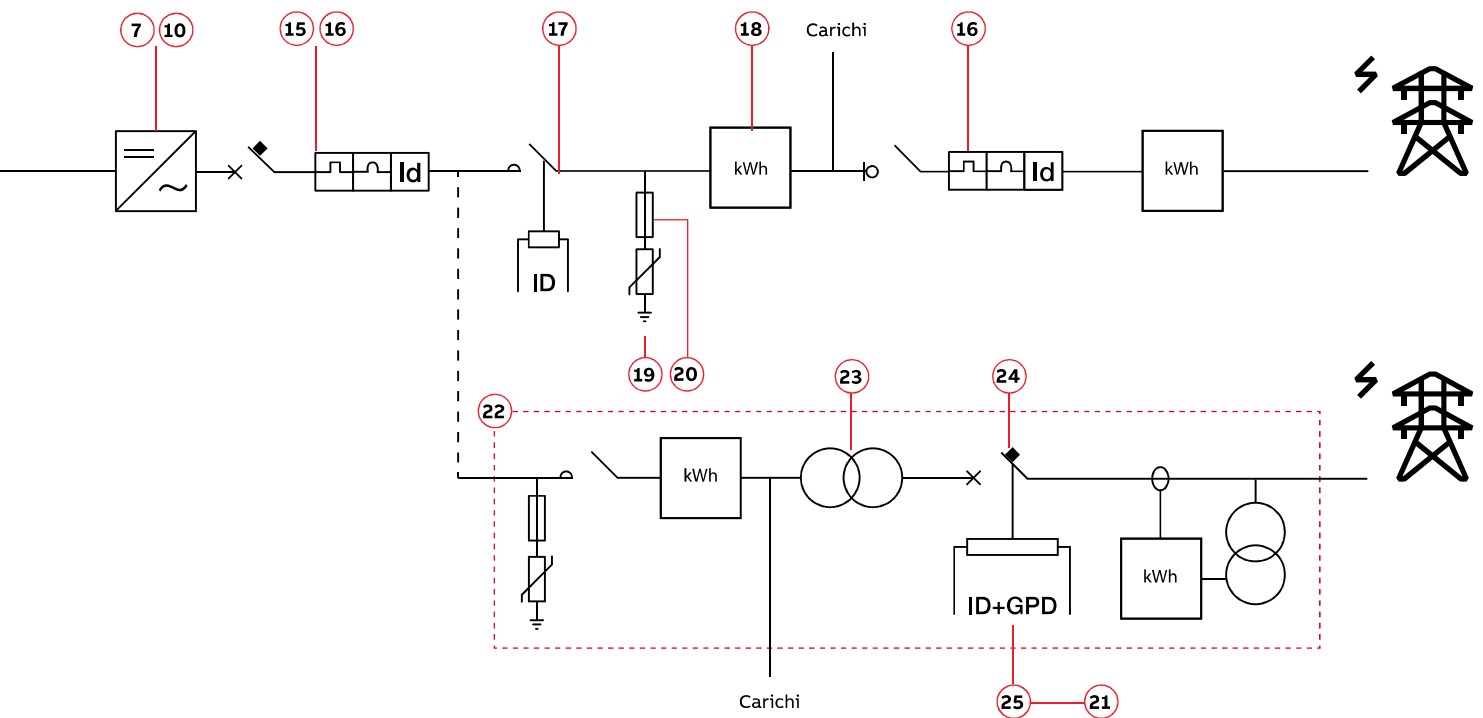 7 10 15 16 17 18 Carichi 16
kWh kWh
Id Id
ID
19 20 23 24
22
kWh
kWh
ID+GPD
Carichi 25 21